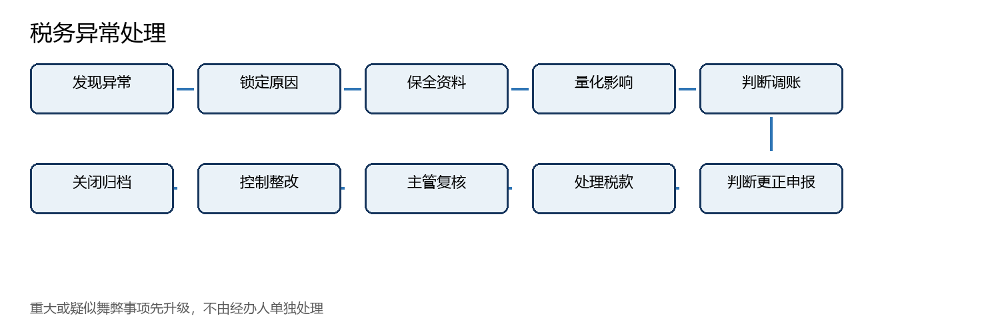 税务异常处理
发现异常
锁定原因
保全资料
量化影响
判断调账
关闭归档
控制整改
主管复核
处理税款
判断更正申报
重大或疑似舞弊事项先升级，不由经办人单独处理